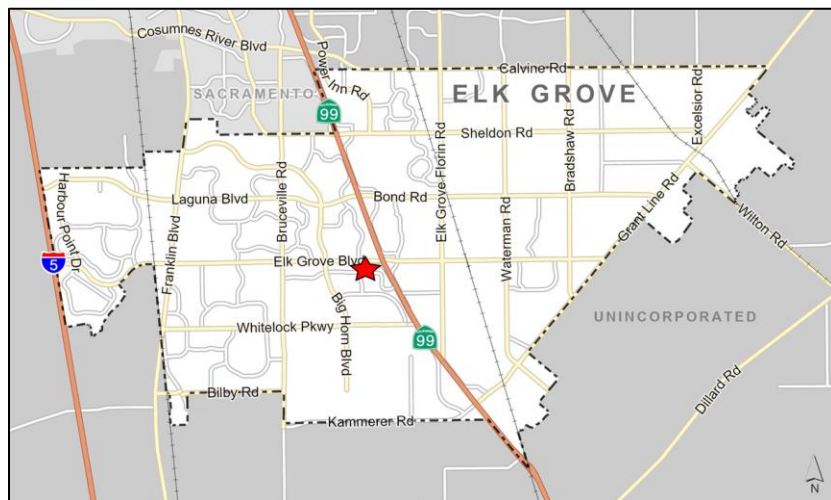 Cosumnes River Blvd
Power Inn Rd
Calvine Rd
SACRAMENTO
ELK GROVE
Excelsior Rd
99
Sheldon Rd
Harbour Point Dr
Franklin Blvd
Laguna Blvd
Bruceville Rd
Bond Rd
Elk Grove Florin Rd
Waterman Rd
Bradshaw Rd
Grant Line Rd
Wilton Rd
5
Elk Grove Blvd
Big Horn Blvd
Whitelock Pkwy
99
UNINCORPORATED
Bilby Rd
Kammerer Rd
Dillard Rd
N